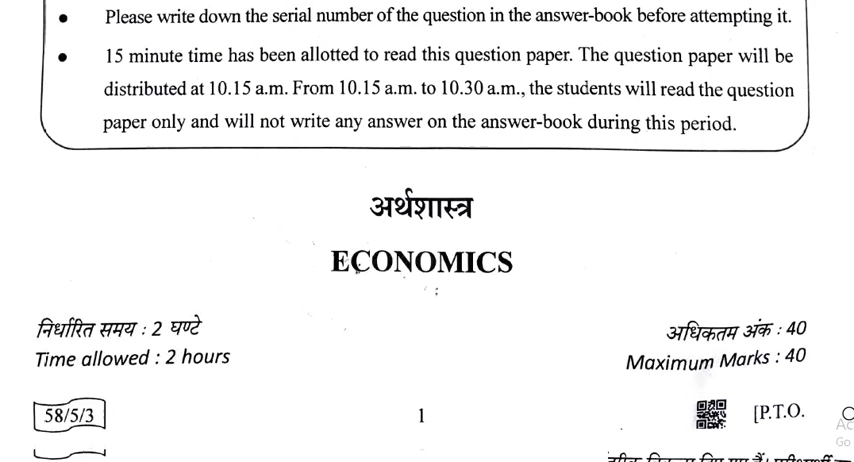 • Please write down the serial number of the question in the answer-book before attempting it.
• 15 minute time has been allotted to read this question paper. The question paper will be
distributed at 10.15 a.m. From 10.15 a.m. to 10.30 a.m., the students will read the question
paper only and will not write any answer on the answer-book during this period.
अर्थशास्त्र
ECONOMICS
निर्धारित समय : 2 घण्टे
अधिकतम अंक : 40
Time allowed : 2 hours
Maximum Marks : 40
58/5/3
1
[P.T.O.
Go